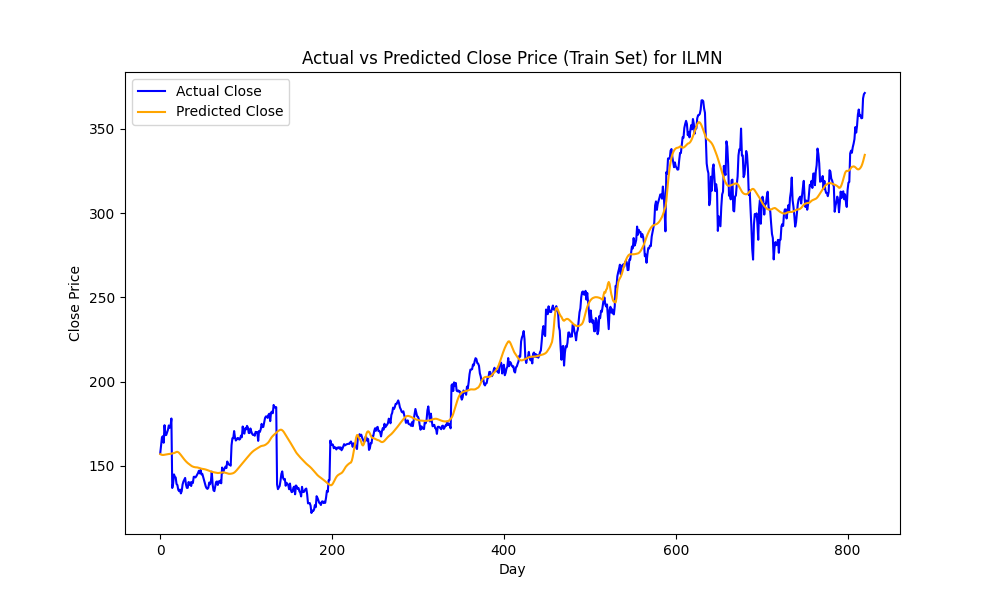 Actual vs Predicted Close Price (Train Set) for ILMN
Actual Close
Predicted Close
350
300
250
200
150
Close Price
0 200 400 600 800
Day